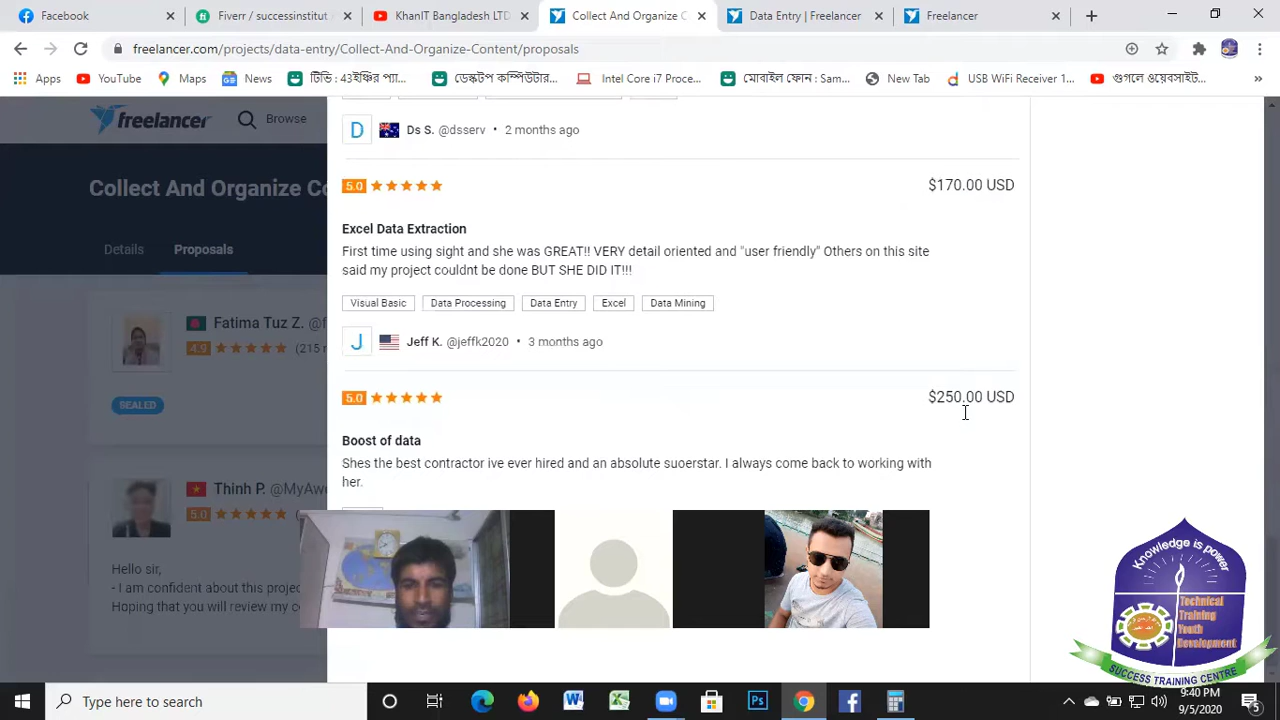 Facebook
Fiverr / successinstitut
KhanIT Bangladesh LTD
Collect And Organize C
Data Entry | Freelancer
Freelancer
freelancer.com/projects/data-entry/Collect-And-Organize-Content/proposals
Apps
YouTube
Maps
News
টিভি : 43ইঞ্চির প্যা...
ডেস্কটপ কম্পিউটার...
Intel Core i7 Proce...
মোবাইল ফোন : Sam...
New Tab
USB WiFi Receiver 1...
গুগলে ওয়েবসাইট...
»
freelancer
Browse
Collect And Organize Co
Details
Proposals
Fatima Tuz Z. @f
4.9
(215
SEALED
Thinh P. @MyAw
5.0
Hello sir,
- I am confident about this proje
Hoping that you will review my c
D
Ds S. @dsserv • 2 months ago
5.0
$170.00 USD
Excel Data Extraction
First time using sight and she was GREAT!! VERY detail oriented and "user friendly" Others on this site
said my project couldnt be done BUT SHE DID IT!!!
Visual Basic
Data Processing
Data Entry
Excel
Data Mining
J
Jeff K. @jeffk2020 • 3 months ago
5.0
$250.00 USD
Boost of data
Shes the best contractor ive ever hired and an absolute suoerstar. I always come back to working with
her.
Knowledge is power
Technical
Training
Youth
Development
SUCCESS TRAINING CENTRE
Type here to search
9:40 PM
9/5/2020
5